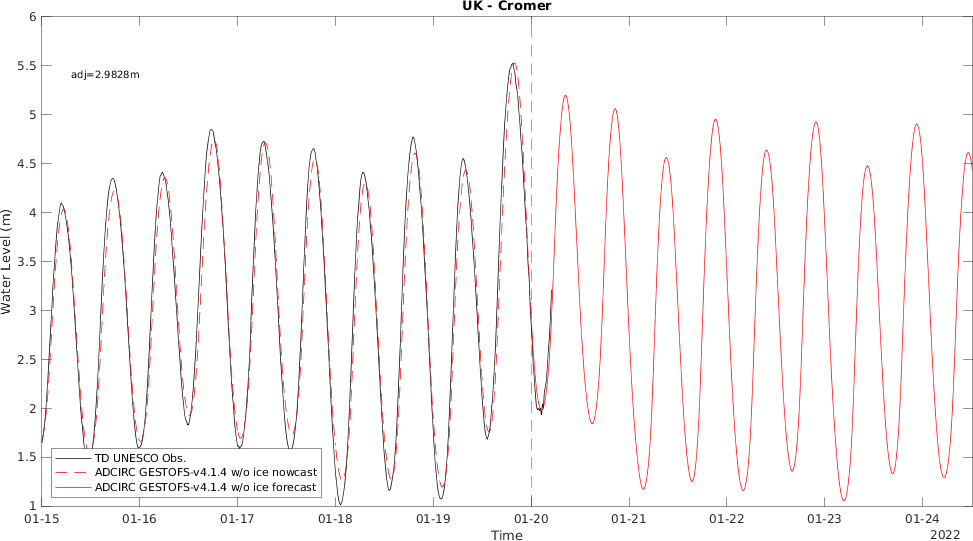 UK - Cromer
6
5.5
adj=2.9828m
5
4.5
4
3.5
3
2.5
2
1.5
1
Water Level (m)
TD UNESCO Obs.
ADCIRC GESTOFS-v4.1.4 w/o ice nowcast
ADCIRC GESTOFS-v4.1.4 w/o ice forecast
01-15 01-16 01-17 01-18 01-19 01-20 01-21 01-22 01-23 01-24
Time
2022